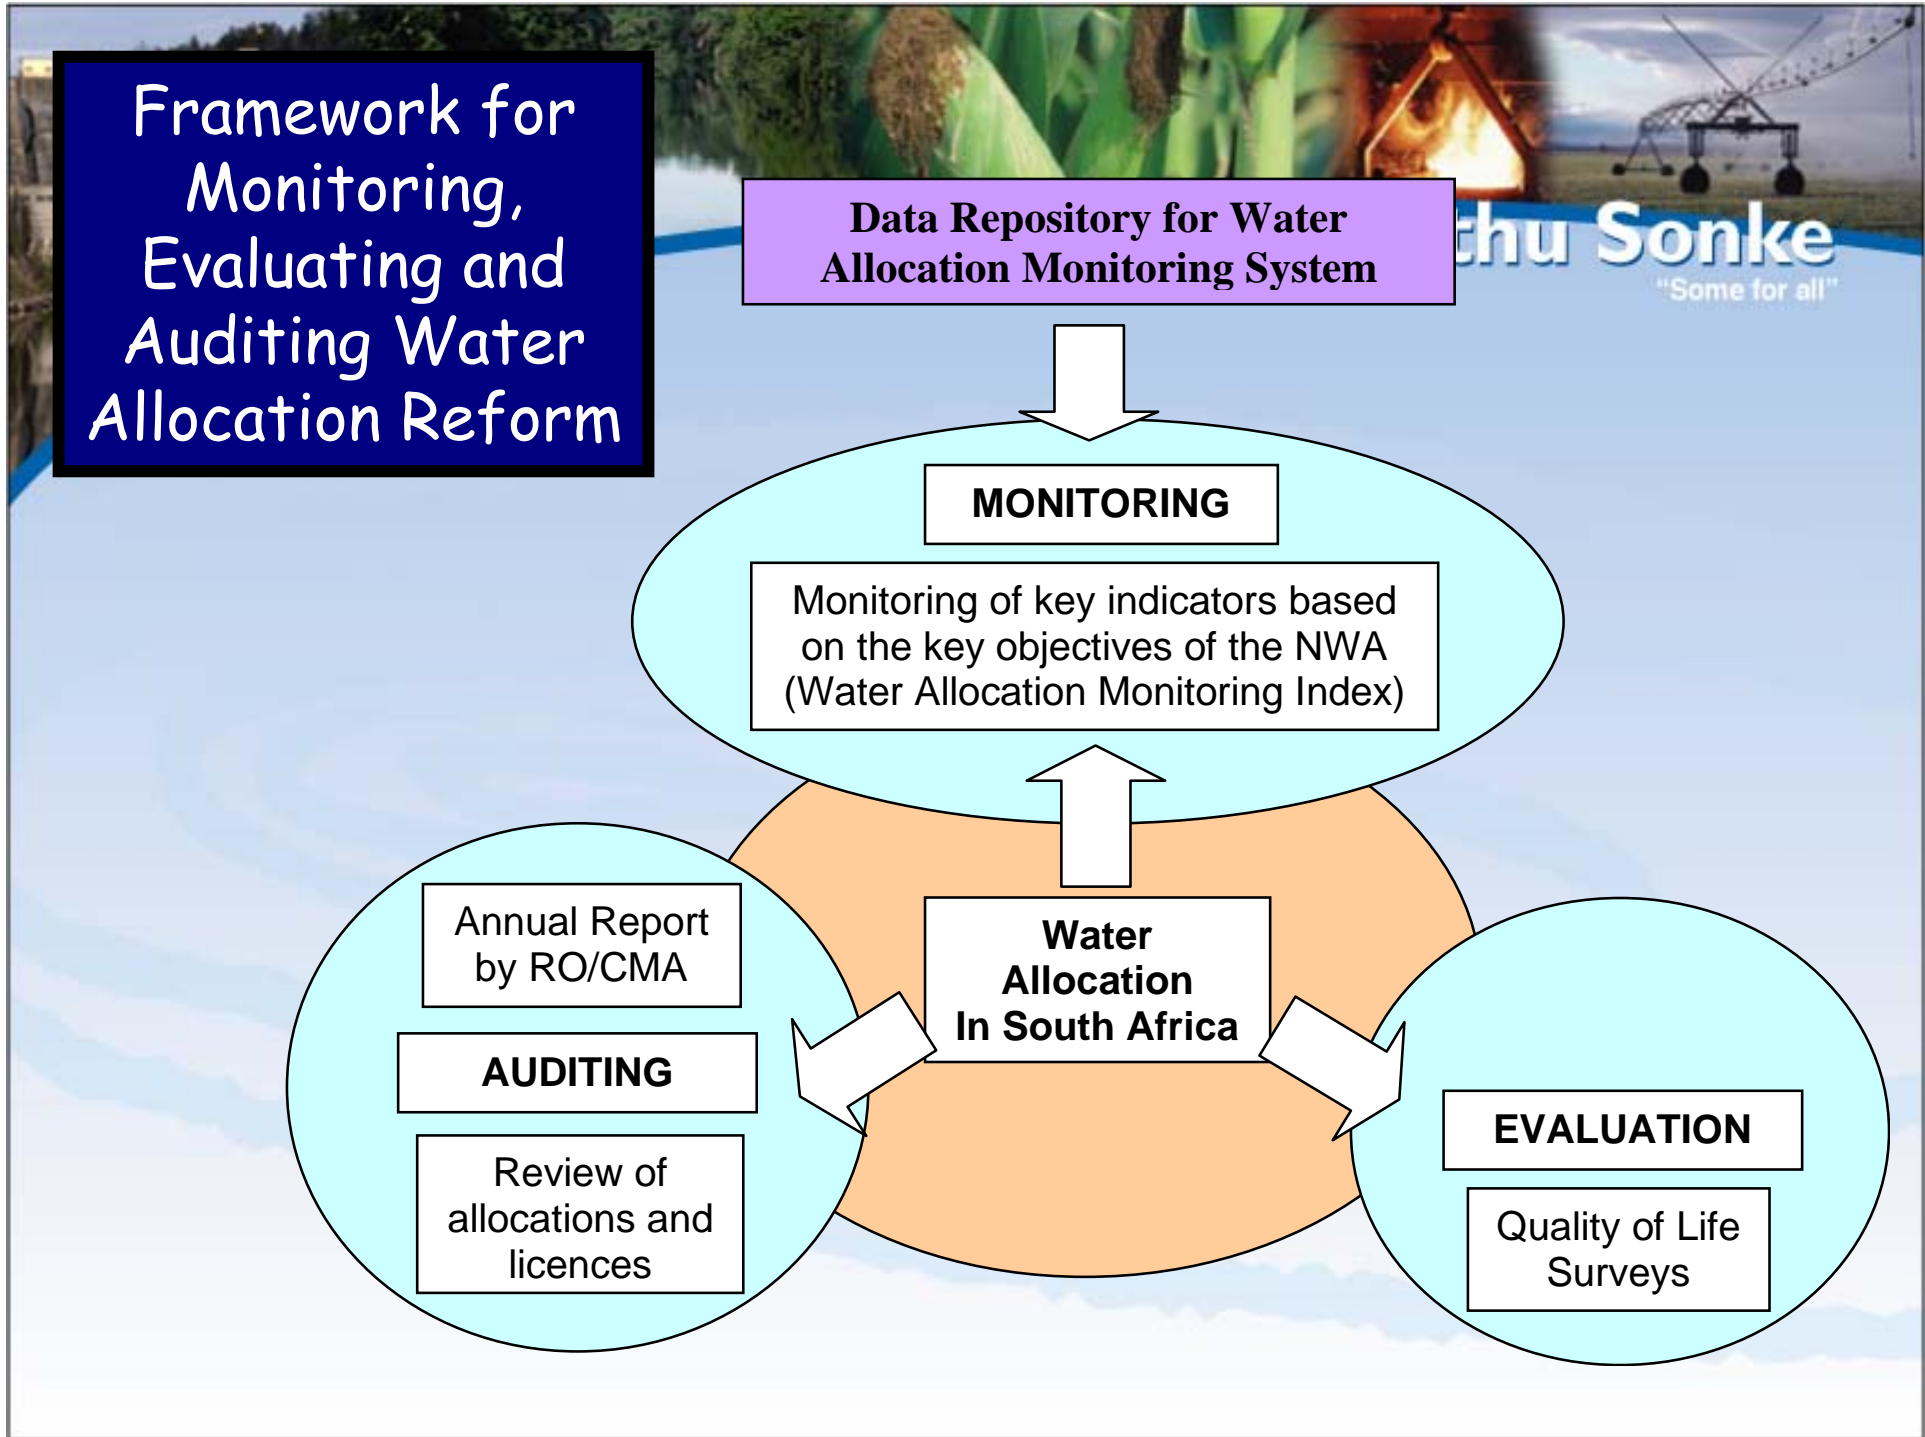 Framework for
Monitoring,
Evaluating and
Auditing Water
Allocation Reform
Data Repository for Water
Allocation Monitoring System
Sonke
"Some for all"
MONITORING
Monitoring of key indicators based
on the key objectives of the NWA
(Water Allocation Monitoring Index)
Annual Report
by RO/CMA
AUDITING
Review of
allocations and
licences
Water
Allocation
In South Africa
EVALUATION
Quality of Life
Surveys